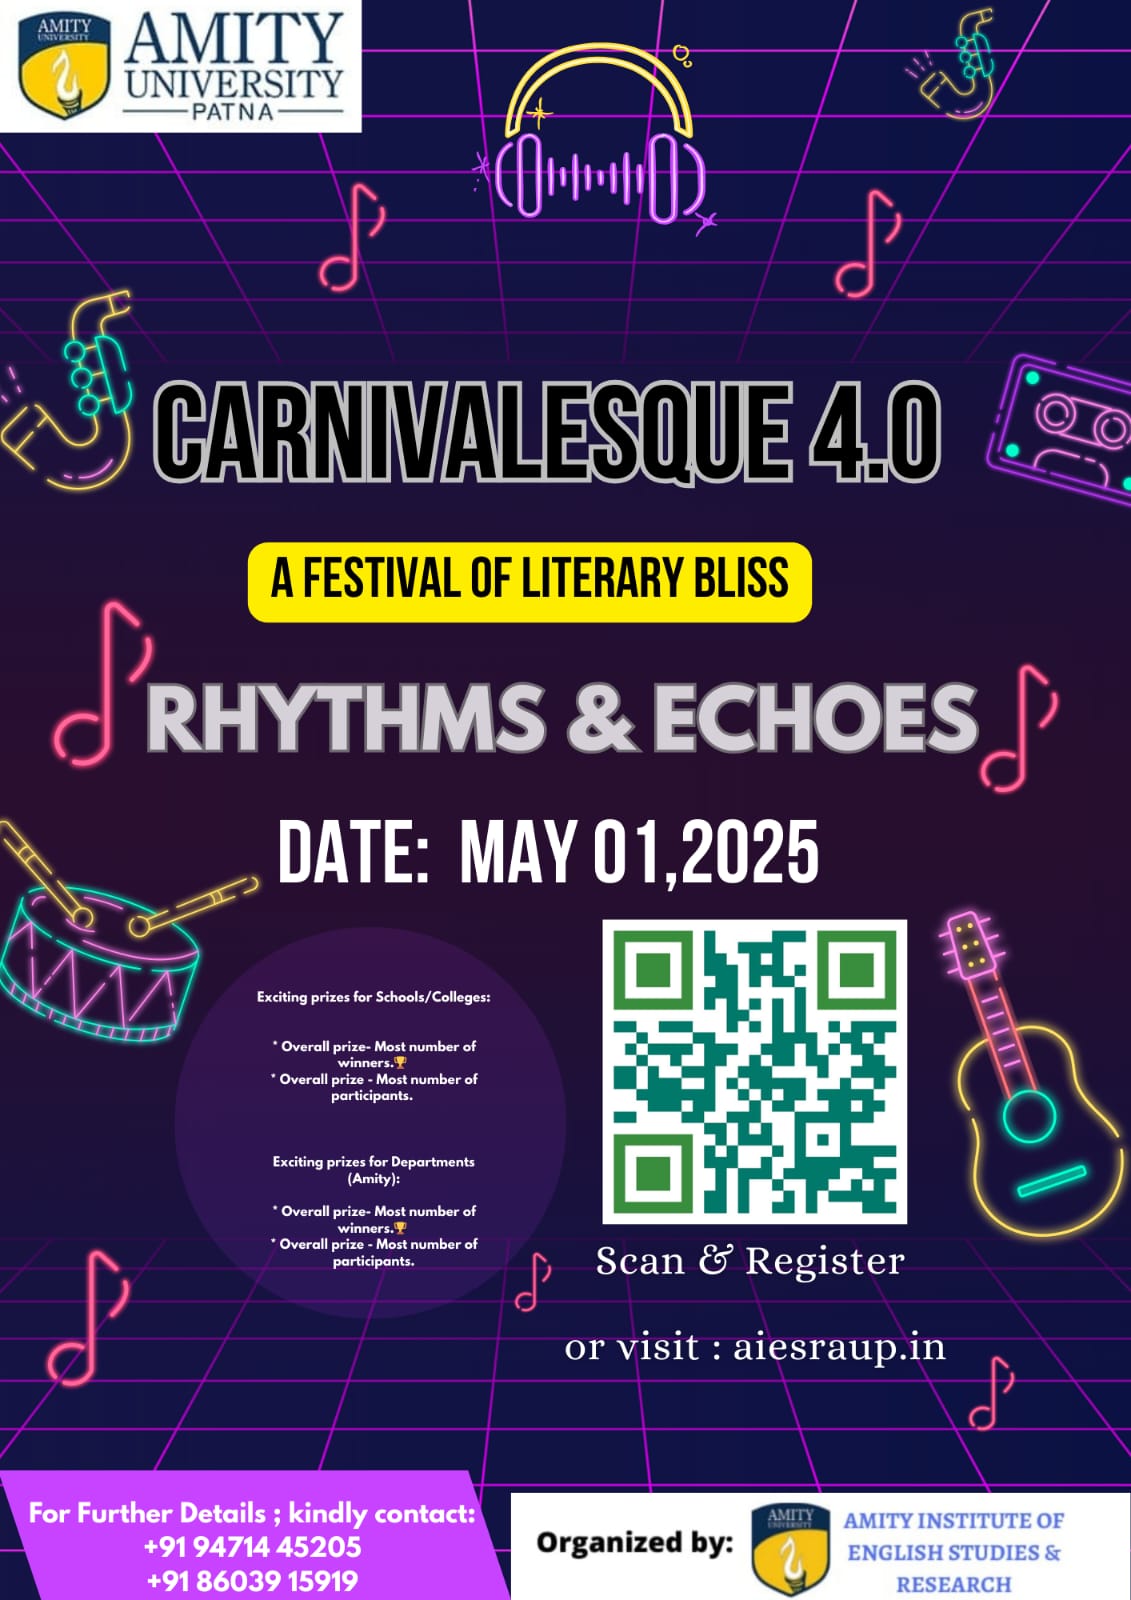 AMITY
UNIVERSITY
AMITY
UNIVERSITY
PATNA
CARNIVALESQUE 4.0
A FESTIVAL OF LITERARY BLISS
RHYTHMS & ECHOES
DATE: MAY 01,2025
Exciting prizes for Schools/Colleges:
* Overall prize- Most number of
winners.🏆
* Overall prize - Most number of
participants.
Exciting prizes for Departments
(Amity):
* Overall prize- Most number of
winners.🏆
* Overall prize - Most number of
participants.
Scan & Register
or visit : aiesraup.in
For Further Details ; kindly contact:
+91 94714 45205
+91 86039 15919
Organized by:
AMITY
UNIVERSITY
AMITY INSTITUTE OF
ENGLISH STUDIES &
RESEARCH